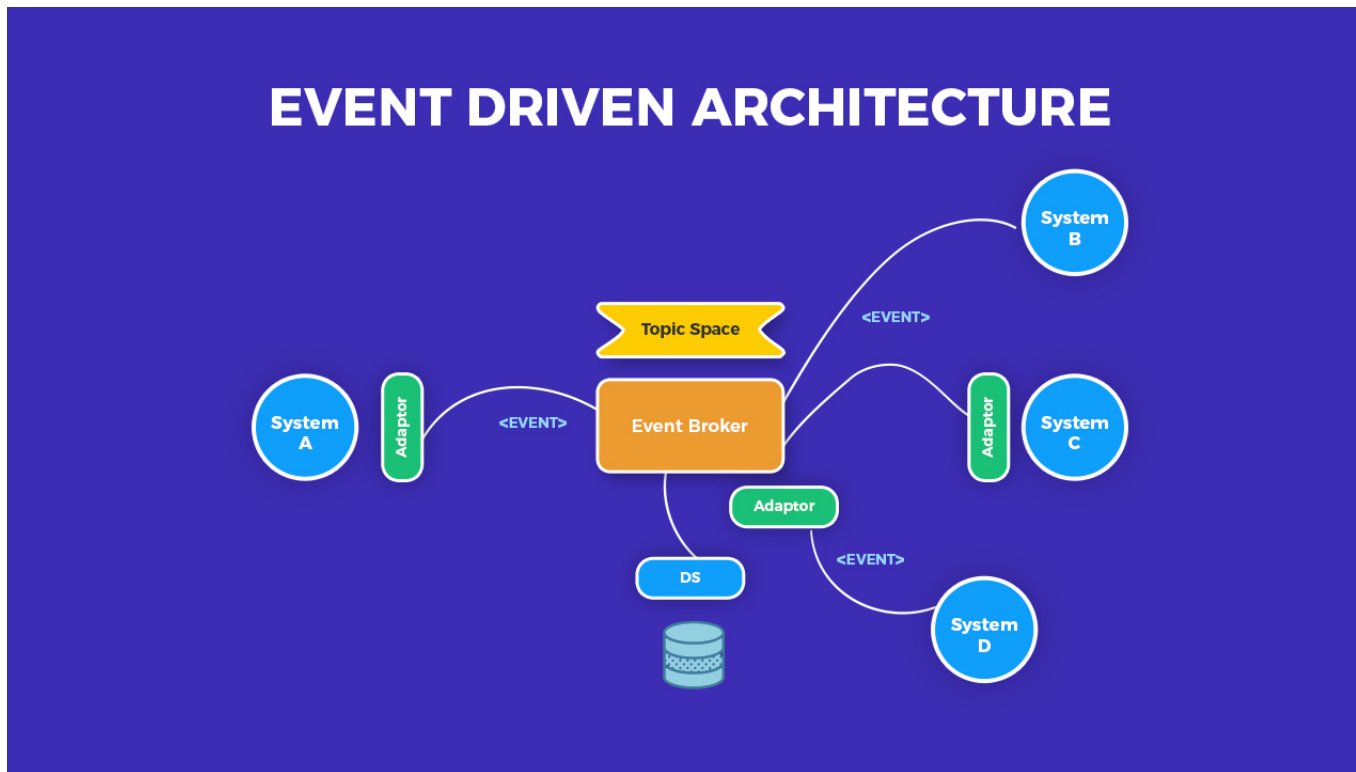 EVENT DRIVEN ARCHITECTURE
System
B
<EVENT>
Topic Space
System
A
Adaptor
<EVENT>
Event Broker
Adaptor
System
C
Adaptor
<EVENT>
DS
System
D